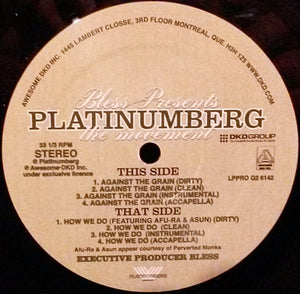 AWESOME DKD INC. 1445 LAMBERT CLOSSE, 3RD FLOOR MONTREAL, QUE. H3H 1Z5 WWW.DKD.COM
Bless Presents
PLATINUMBERG
the movement
33 1/3 RPM
STEREO
℗ Platinumberg
© Awesome-DKD Inc.
under exclusive licence
DKDGROUP
LPPRO Q2 6142
THIS SIDE
1. AGAINST THE GRAIN (DIRTY)
2. AGAINST THE GRAIN (CLEAN)
3. AGAINST THE GRAIN (INSTRUMENTAL)
4. AGAINST THE GRAIN (ACCAPELLA)
THAT SIDE
1. HOW WE DO (FEATURING AFU-RA & ASUN) (DIRTY)
2. HOW WE DO (CLEAN)
3. HOW WE DO (INSTRUMENTAL)
4. HOW WE DO (ACCAPELLA)
Afu-Ra & Asun appear courtesy of Perverted Monks
EXECUTIVE PRODUCER BLESS
PLATINUMBERG